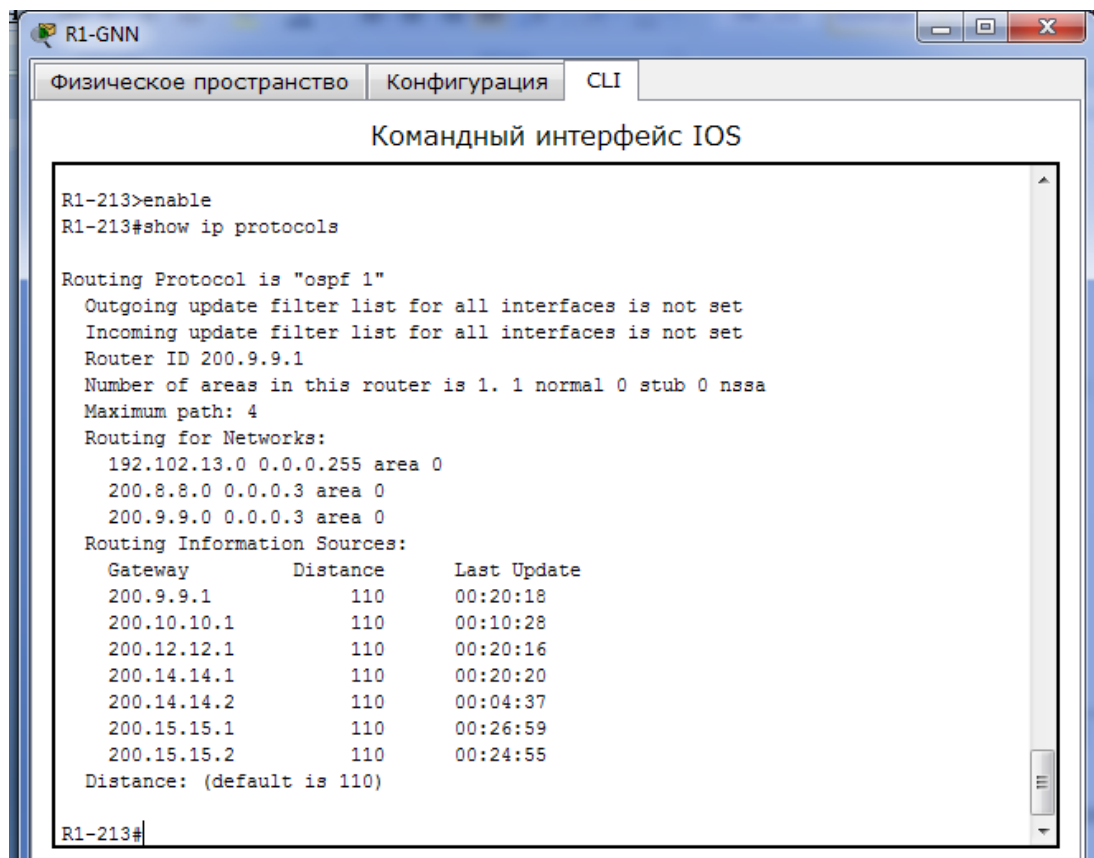 R1-GNN
Физическое пространство Конфигурация CLI
Командный интерфейс IOS
R1-213>enable
R1-213#show ip protocols
Routing Protocol is "ospf 1"
Outgoing update filter list for all interfaces is not set
Incoming update filter list for all interfaces is not set
Router ID 200.9.9.1
Number of areas in this router is 1. 1 normal 0 stub 0 nssa
Maximum path: 4
Routing for Networks:
192.102.13.0 0.0.0.255 area 0
200.8.8.0 0.0.0.3 area 0
200.9.9.0 0.0.0.3 area 0
Routing Information Sources:
Gateway Distance Last Update
200.9.9.1 110 00:20:18
200.10.10.1 110 00:10:28
200.12.12.1 110 00:20:16
200.14.14.1 110 00:20:20
200.14.14.2 110 00:04:37
200.15.15.1 110 00:26:59
200.15.15.2 110 00:24:55
Distance: (default is 110)
R1-213#